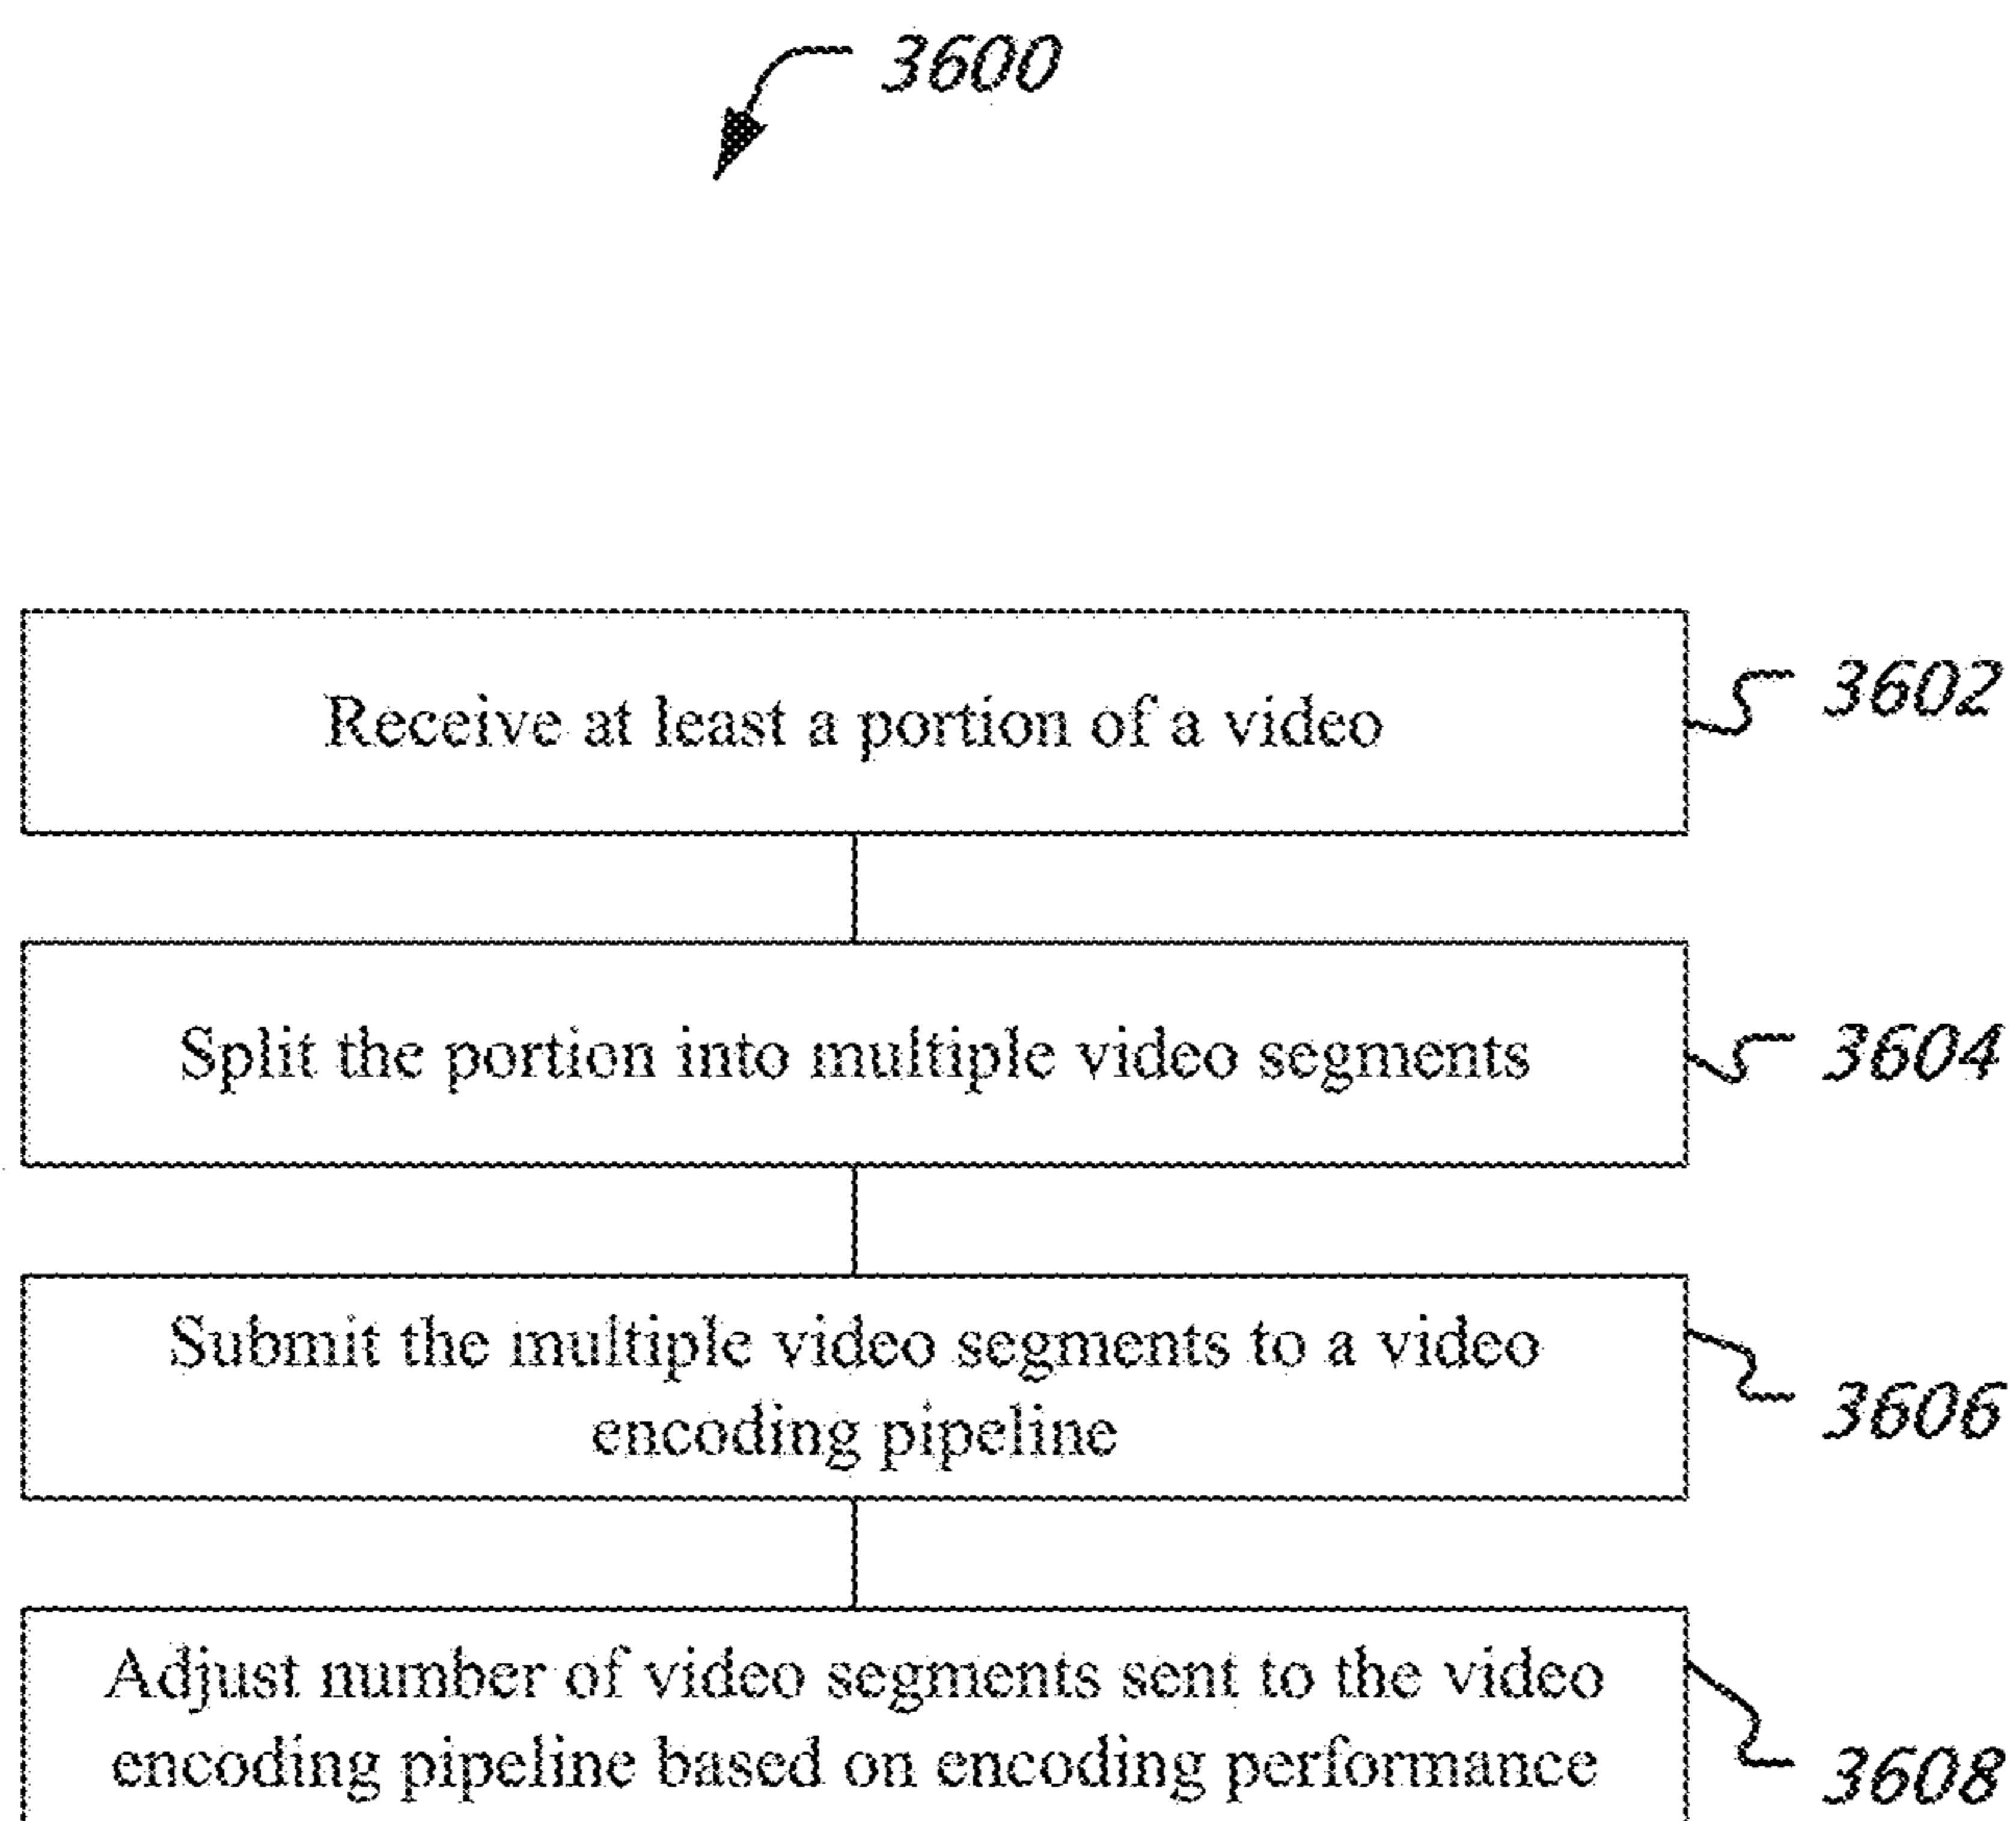 3600
Receive at least a portion of a video
3602
Split the portion into multiple video segments
3604
Submit the multiple video segments to a video
encoding pipeline
3606
Adjust number of video segments sent to the video
encoding pipeline based on encoding performance
3608